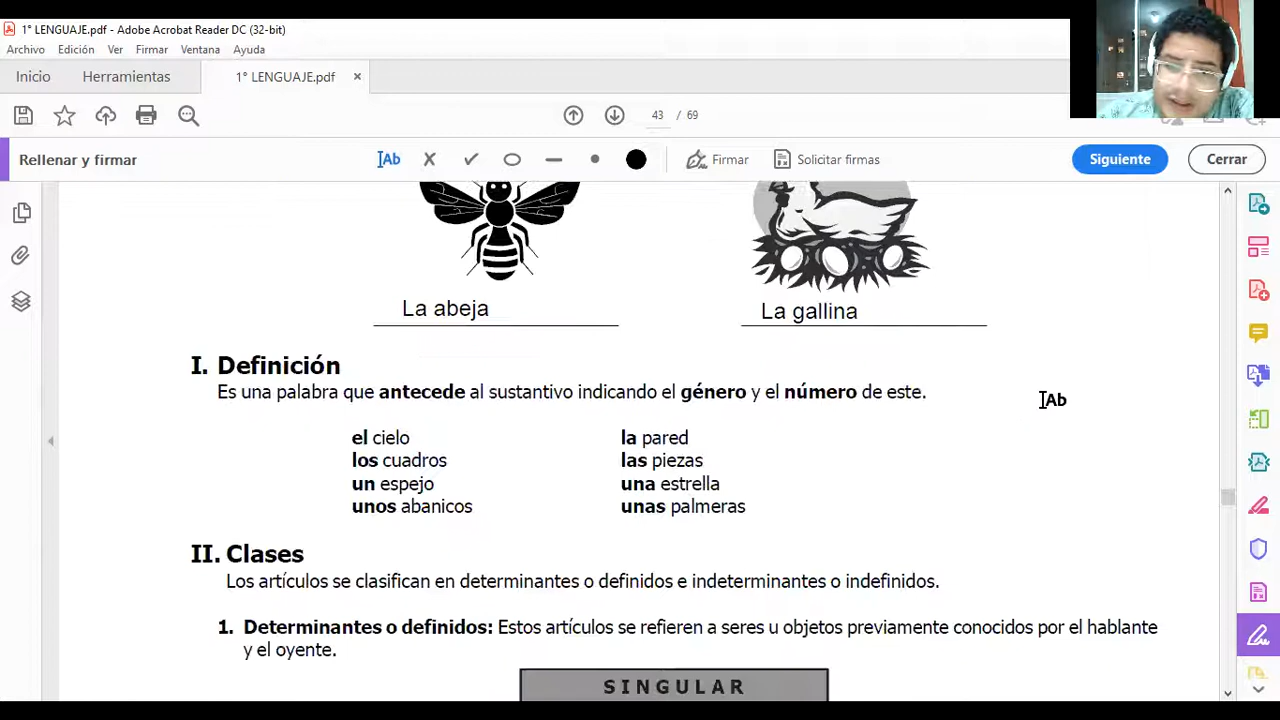 1° LENGUAJE.pdf - Adobe Acrobat Reader DC (32-bit)
Archivo Edición Ver Firmar Ventana Ayuda
Inicio Herramientas 1° LENGUAJE.pdf ×
43 / 69
Rellenar y firmar Ab Firmar Solicitar firmas Siguiente Cerrar
La abeja La gallina
I. Definición
Es una palabra que antecede al sustantivo indicando el género y el número de este.
Ab
el cielo la pared
los cuadros las piezas
un espejo una estrella
unos abanicos unas palmeras
II. Clases
Los artículos se clasifican en determinantes o definidos e indeterminantes o indefinidos.
1. Determinantes o definidos: Estos artículos se refieren a seres u objetos previamente conocidos por el hablante
y el oyente.
SINGULAR